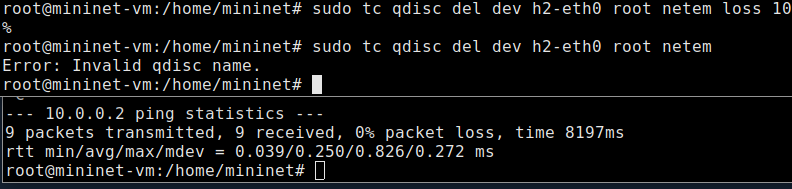 root@mininet-vm:/home/mininet# sudo tc qdisc del dev h2-eth0 root netem loss 10
%
root@mininet-vm:/home/mininet# sudo tc qdisc del dev h2-eth0 root netem
Error: Invalid qdisc name.
root@mininet-vm:/home/mininet#
--- 10.0.0.2 ping statistics ---
9 packets transmitted, 9 received, 0% packet loss, time 8197ms
rtt min/avg/max/mdev = 0.039/0.250/0.826/0.272 ms
root@mininet-vm:/home/mininet#